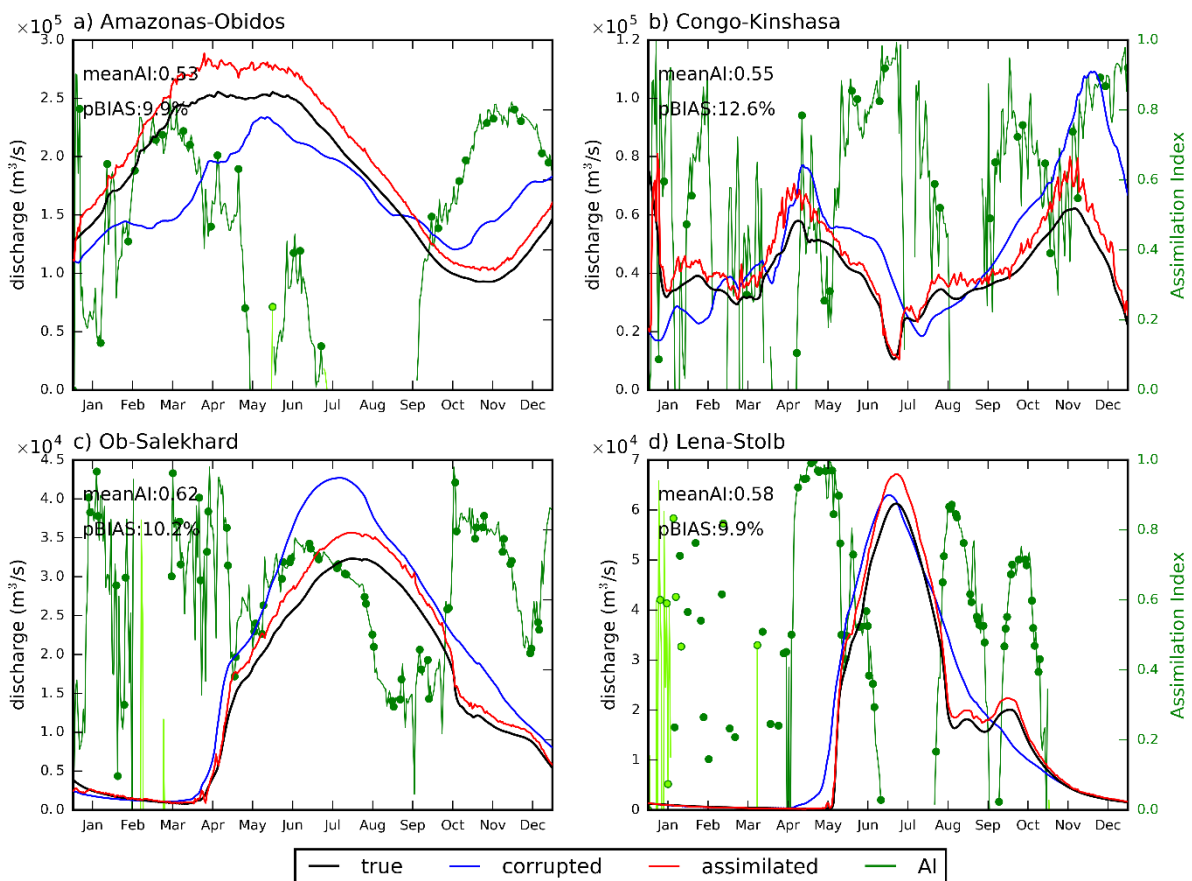 ×10⁵ a) Amazonas-Obidos
meanAI:0.53
pBIAS:9.9%
discharge (m³/s)
3.0
2.5
2.0
1.5
1.0
0.5
0.0
Jan Feb Mar Apr May Jun Jul Aug Sep Oct Nov Dec
×10⁵ b) Congo-Kinshasa
meanAI:0.55
pBIAS:12.6%
discharge (m³/s)
1.2
1.0
0.8
0.6
0.4
0.2
0.0
Jan Feb Mar Apr May Jun Jul Aug Sep Oct Nov Dec
1.0
0.8
0.6
0.4
0.2
0.0
Assimilation Index
×10⁴ c) Ob-Salekhard
meanAI:0.62
pBIAS:10.2%
discharge (m³/s)
4.5
4.0
3.5
3.0
2.5
2.0
1.5
1.0
0.5
0.0
Jan Feb Mar Apr May Jun Jul Aug Sep Oct Nov Dec
×10⁴ d) Lena-Stolb
meanAI:0.58
pBIAS:9.9%
discharge (m³/s)
7
6
5
4
3
2
1
0
Jan Feb Mar Apr May Jun Jul Aug Sep Oct Nov Dec
1.0
0.8
0.6
0.4
0.2
0.0
Assimilation Index
true corrupted assimilated AI